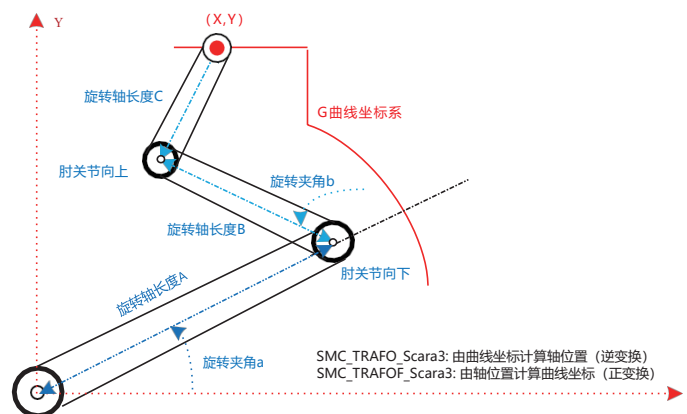 (X,Y)
Y
旋转轴长度C
G曲线坐标系
肘关节向上
旋转夹角b
旋转轴长度B
肘关节向下
旋转轴长度A
旋转夹角a
SMC_TRAFO_Scara3: 由曲线坐标计算轴位置（逆变换）
SMC_TRAFOF_Scara3: 由轴位置计算曲线坐标（正变换）